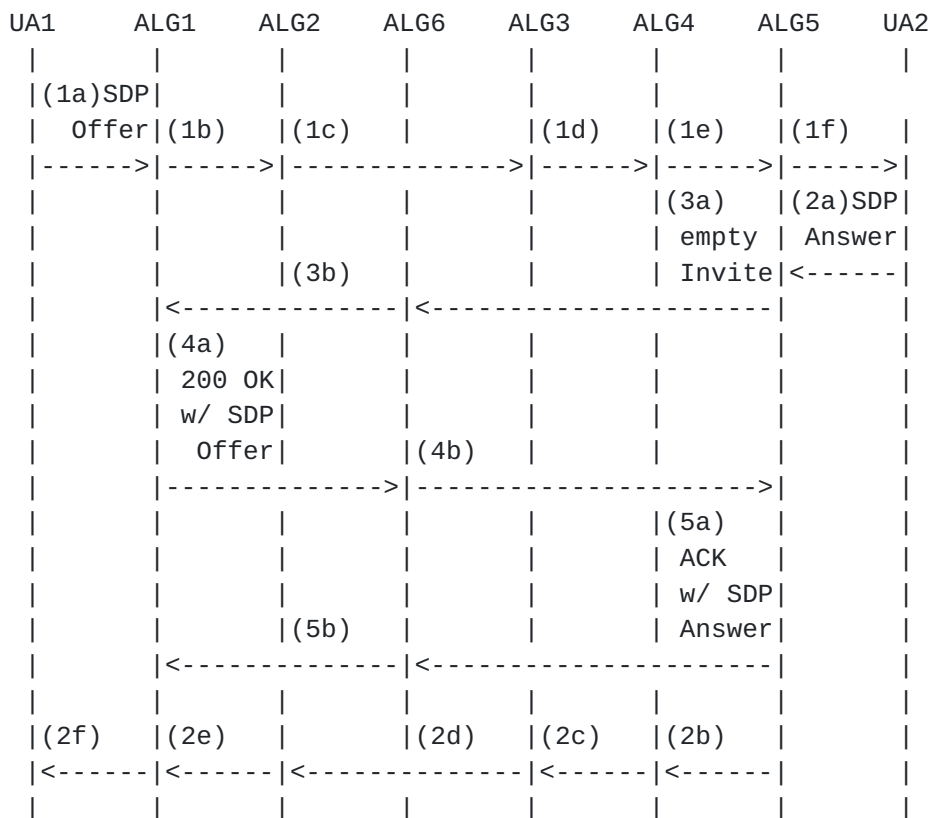 UA1 ALG1 ALG2 ALG6 ALG3 ALG4 ALG5 UA2
(1a)SDP
Offer (1b) (1c) (1d) (1e) (1f)
(3a) (2a)SDP
empty Answer
(3b) Invite
(4a)
200 OK
w/ SDP
Offer (4b)
(5a)
ACK
w/ SDP
(5b) Answer
(2f) (2e) (2d) (2c) (2b)